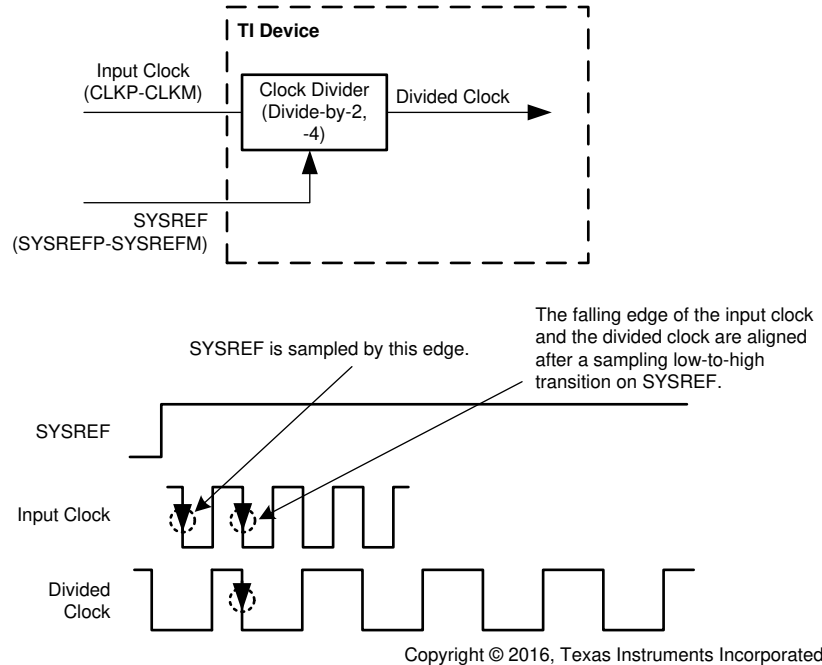 TI Device
Input Clock
(CLKP-CLKM)
Clock Divider
(Divide-by-2,
-4)
Divided Clock
SYSREF
(SYSREFP-SYSREFM)
The falling edge of the input clock
and the divided clock are aligned
after a sampling low-to-high
transition on SYSREF.
SYSREF is sampled by this edge.
SYSREF
Input Clock
Divided
Clock
Copyright © 2016, Texas Instruments Incorporated